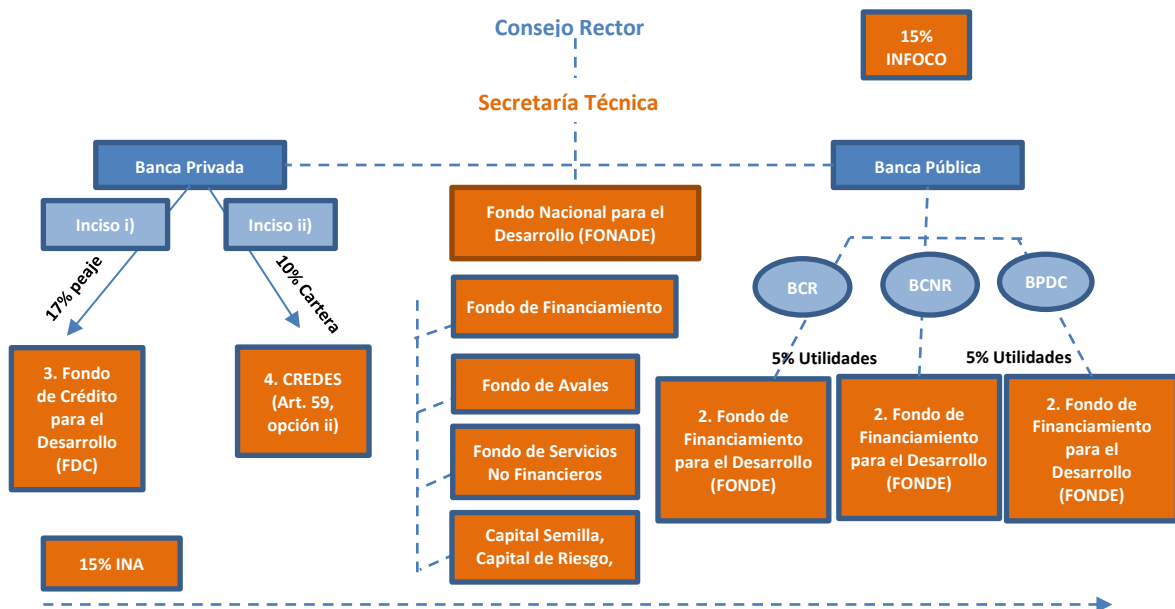 Consejo Rector
15%
INFOCO
Secretaría Técnica
Banca Privada
Banca Pública
Inciso i)
Inciso ii)
Fondo Nacional para el
Desarrollo (FONADE)
17% peaje
10% Cartera
BCR
BCNR
BPDC
Fondo de Financiamiento
5% Utilidades
5% Utilidades
3. Fondo
de Crédito
para el
Desarrollo
(FDC)
4. CREDES
(Art. 59,
opción ii)
Fondo de Avales
2. Fondo de
Financiamiento
para el Desarrollo
(FONDE)
2. Fondo de
Financiamiento
para el Desarrollo
(FONDE)
2. Fondo de
Financiamiento
para el
Desarrollo
(FONDE)
Fondo de Servicios
No Financieros
Capital Semilla,
Capital de Riesgo,
15% INA